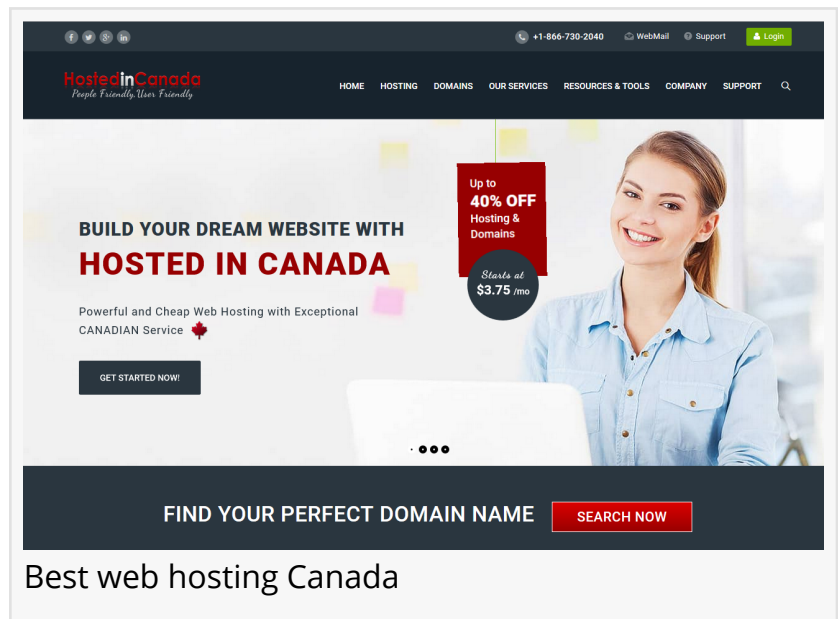 +1-866-730-2040 WebMail Support Login
HostedinCanada
People Friendly, User Friendly
HOME HOSTING DOMAINS OUR SERVICES RESOURCES & TOOLS COMPANY SUPPORT
Up to
40% OFF
Hosting &
Domains
Starts at
$3.75 /mo
BUILD YOUR DREAM WEBSITE WITH
HOSTED IN CANADA
Powerful and Cheap Web Hosting with Exceptional
CANADIAN Service
GET STARTED NOW!
FIND YOUR PERFECT DOMAIN NAME SEARCH NOW
Best web hosting Canada